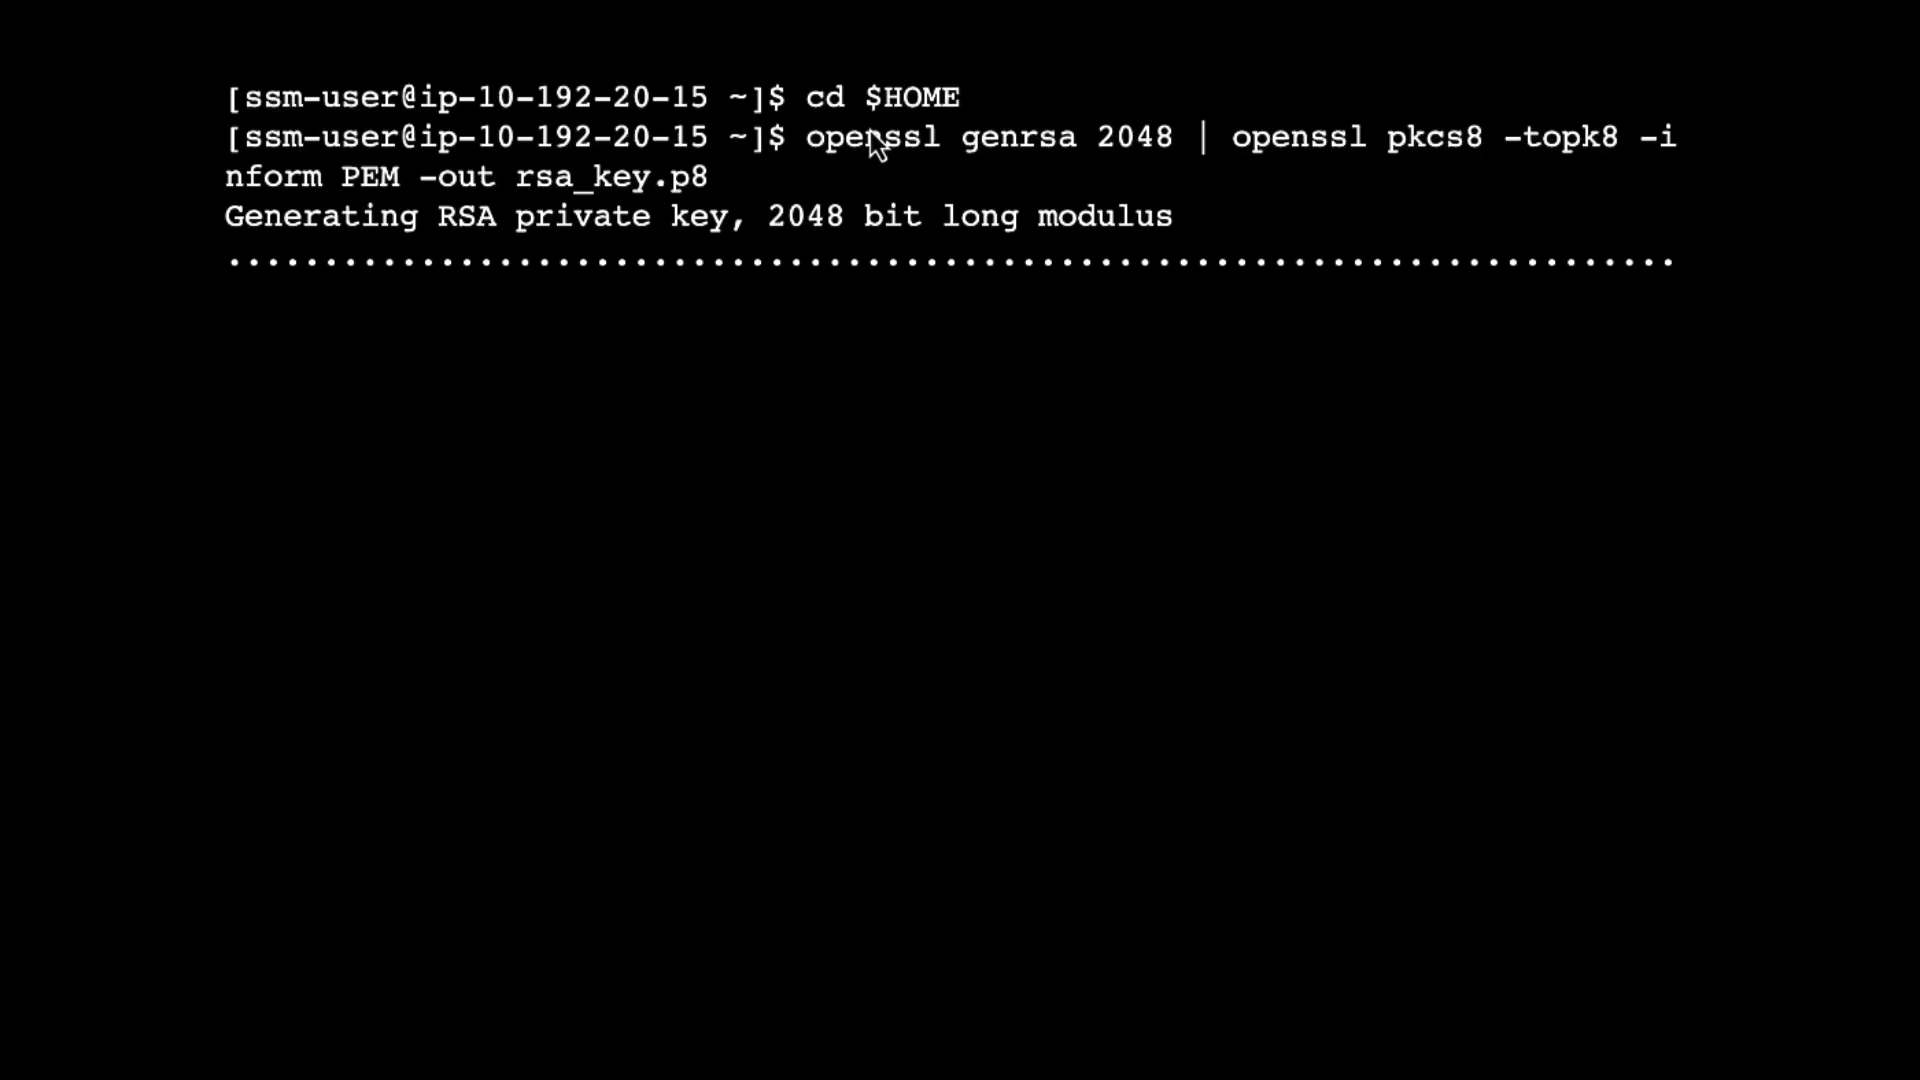 [ssm-user@ip-10-192-20-15 ~]$ cd $HOME
[ssm-user@ip-10-192-20-15 ~]$ openssl genrsa 2048 | openssl pkcs8 -topk8 -i
nform PEM -out rsa_key.p8
Generating RSA private key, 2048 bit long modulus
...........................................................................